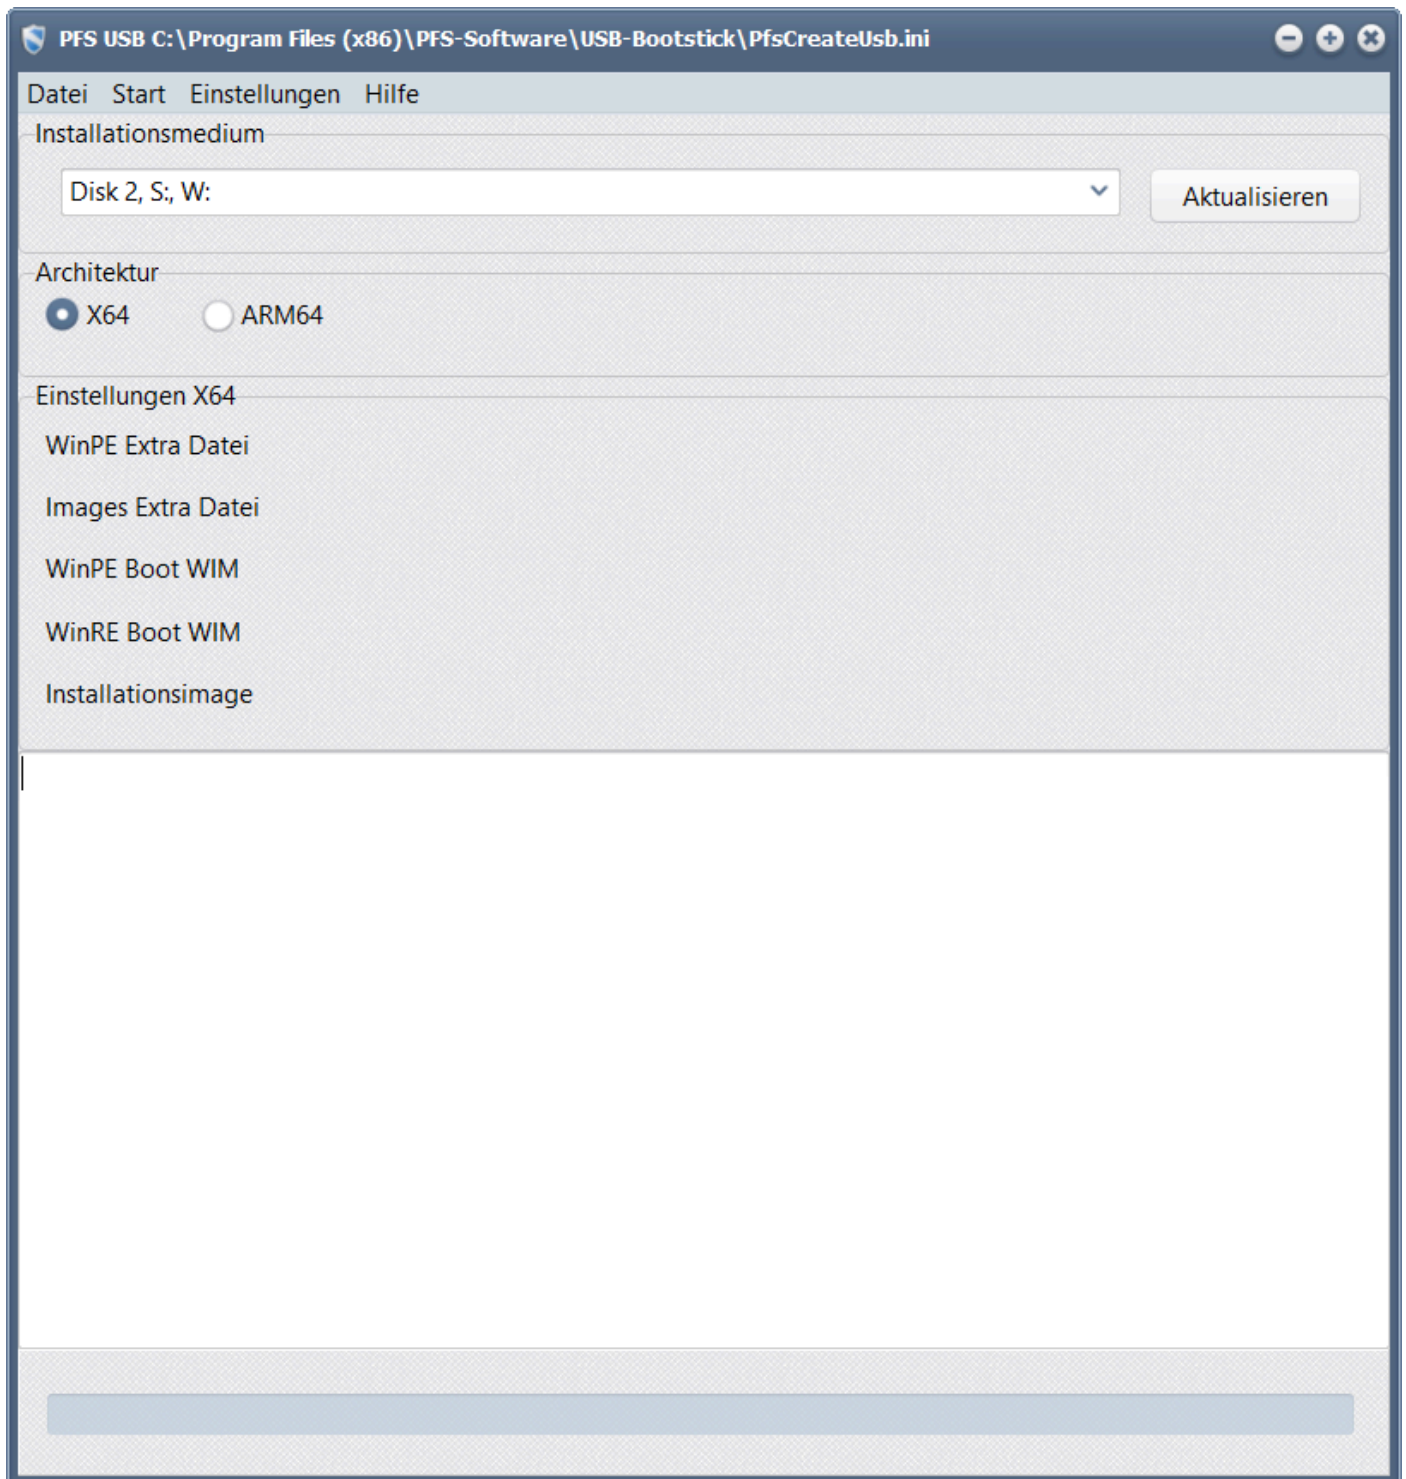 PFS USB C:\Program Files (x86)\PFS-Software\USB-Bootstick\PfsCreateUsb.ini
Datei Start Einstellungen Hilfe
Installationsmedium
Disk 2, S:, W:
Aktualisieren
Architektur
X64 ARM64
Einstellungen X64
WinPE Extra Datei
Images Extra Datei
WinPE Boot WIM
WinRE Boot WIM
Installationsimage